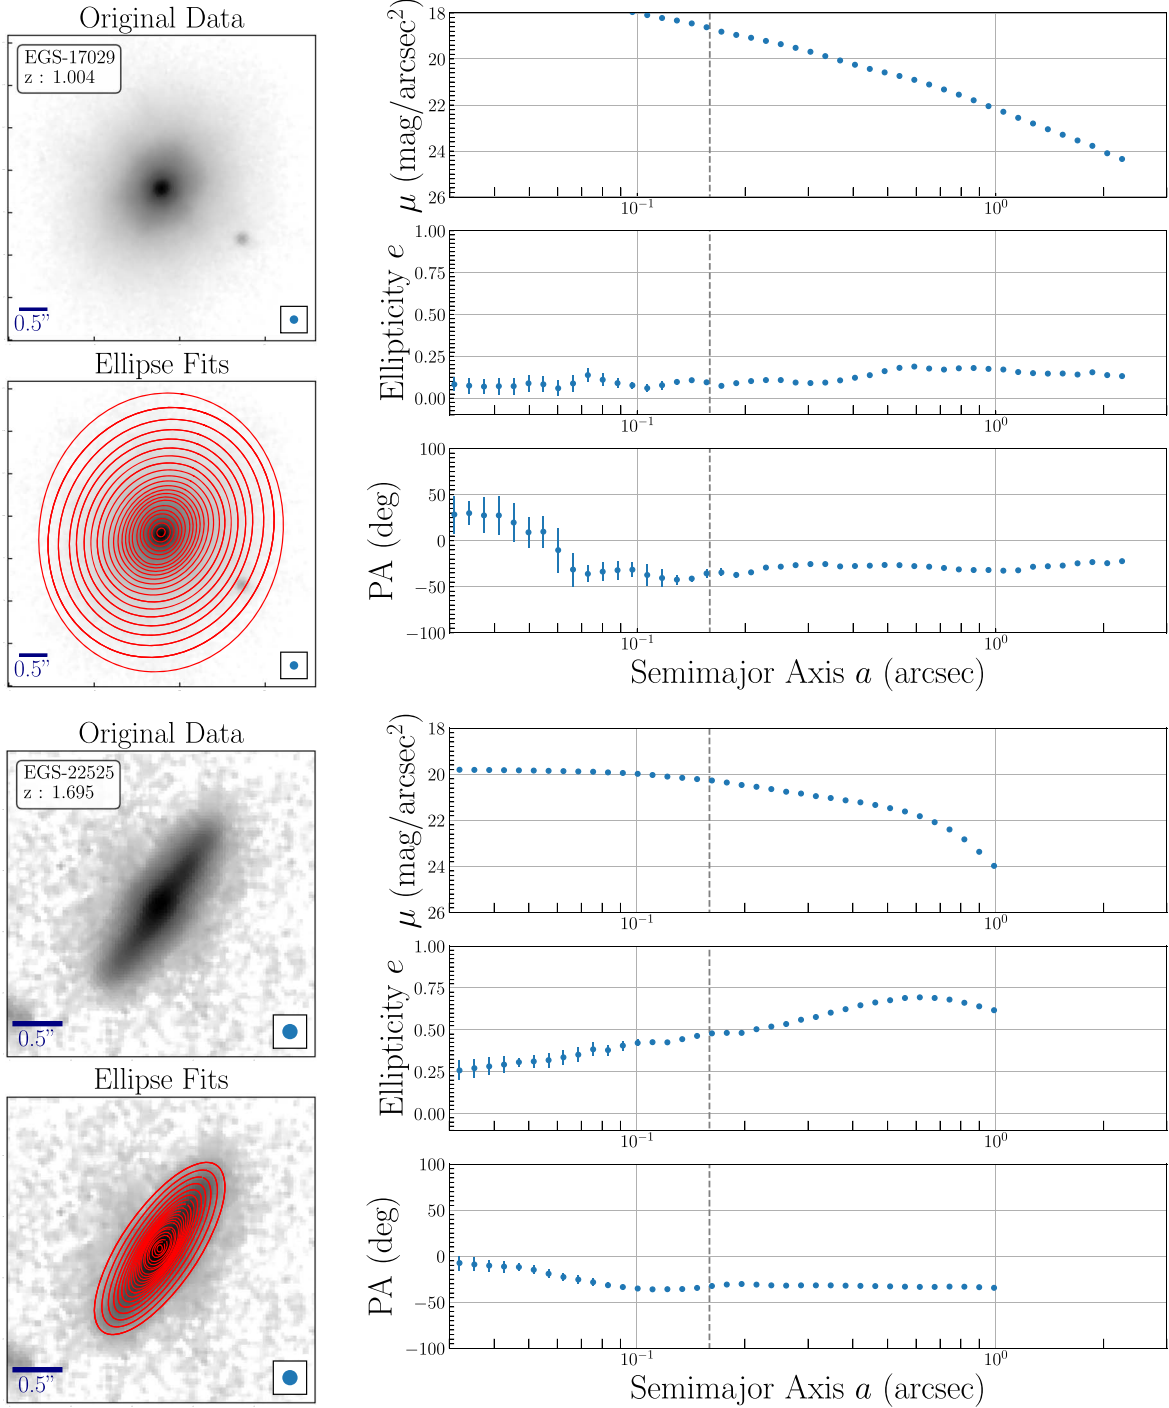 Original Data
EGS-17029
z : 1.004
0.5"
Ellipse Fits
0.5"
μ (mag/arcsec²)
18
20
22
24
26
10⁻¹
10⁰
Ellipticity e
1.00
0.75
0.50
0.25
0.00
10⁻¹
10⁰
PA (deg)
100
50
0
−50
−100
10⁻¹
10⁰
Semimajor Axis a (arcsec)
Original Data
EGS-22525
z : 1.695
0.5"
Ellipse Fits
0.5"
μ (mag/arcsec²)
18
20
22
24
26
10⁻¹
10⁰
Ellipticity e
1.00
0.75
0.50
0.25
0.00
10⁻¹
10⁰
PA (deg)
100
50
0
−50
−100
10⁻¹
10⁰
Semimajor Axis a (arcsec)